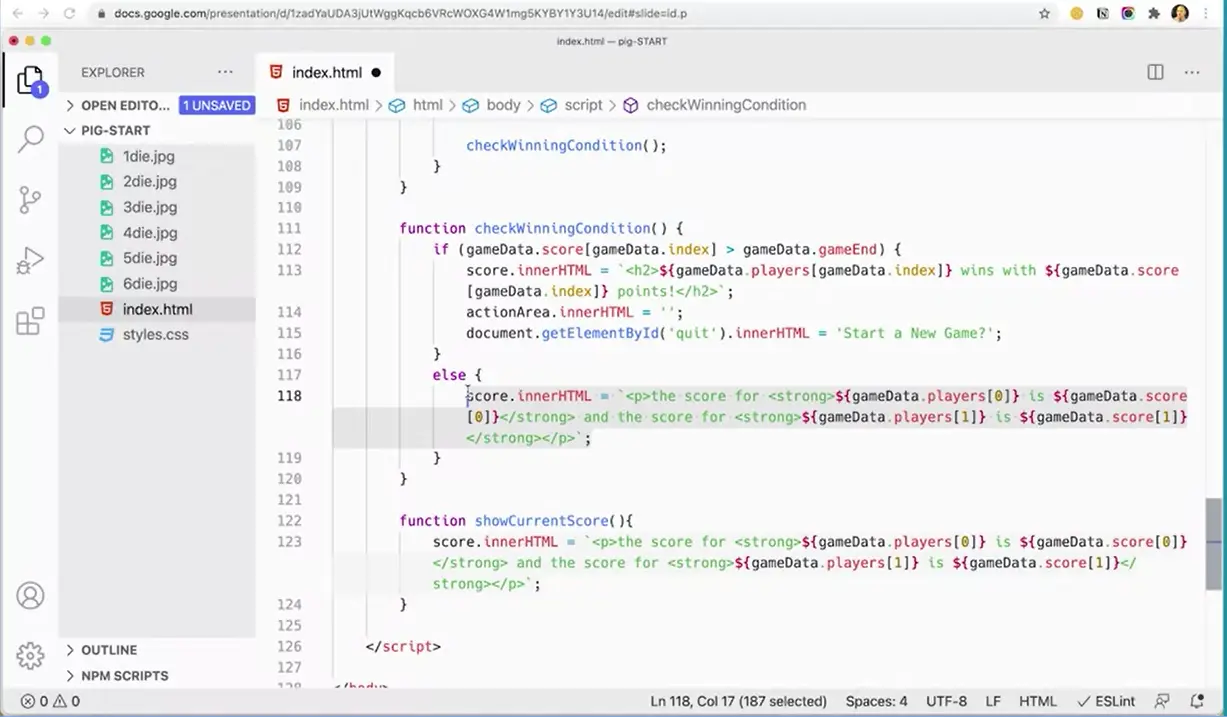 docs.google.com/presentation/d/1zadYaUDA3jUtWggKqcb6VRcWOXG4W1mg5KYBY1Y3U14/edit#slide=id.p
index.html — pig-START
EXPLORER ···
index.html ●
1
OPEN EDITO... 1 UNSAVED
index.html > html > body > script > checkWinningCondition
PIG-START
1die.jpg
2die.jpg
3die.jpg
4die.jpg
5die.jpg
6die.jpg
index.html
styles.css
106
107 checkWinningCondition();
108 }
109 }
110
111 function checkWinningCondition() {
112 if (gameData.score[gameData.index] > gameData.gameEnd) {
113 score.innerHTML = `<h2>${gameData.players[gameData.index]} wins with ${gameData.score
[gameData.index]} points!</h2>`;
114 actionArea.innerHTML = '';
115 document.getElementById('quit').innerHTML = 'Start a New Game?';
116 }
117 else {
118 score.innerHTML = `<p>the score for <strong>${gameData.players[0]} is ${gameData.score
[0]}</strong> and the score for <strong>${gameData.players[1]} is ${gameData.score[1]}
</strong></p>`;
119 }
120 }
121
122 function showCurrentScore(){
123 score.innerHTML = `<p>the score for <strong>${gameData.players[0]} is ${gameData.score[0]}
</strong> and the score for <strong>${gameData.players[1]} is ${gameData.score[1]}</
strong></p>`;
124 }
125
126 </script>
127
128 </body>
OUTLINE
NPM SCRIPTS
0 0 Ln 118, Col 17 (187 selected) Spaces: 4 UTF-8 LF HTML ESLint